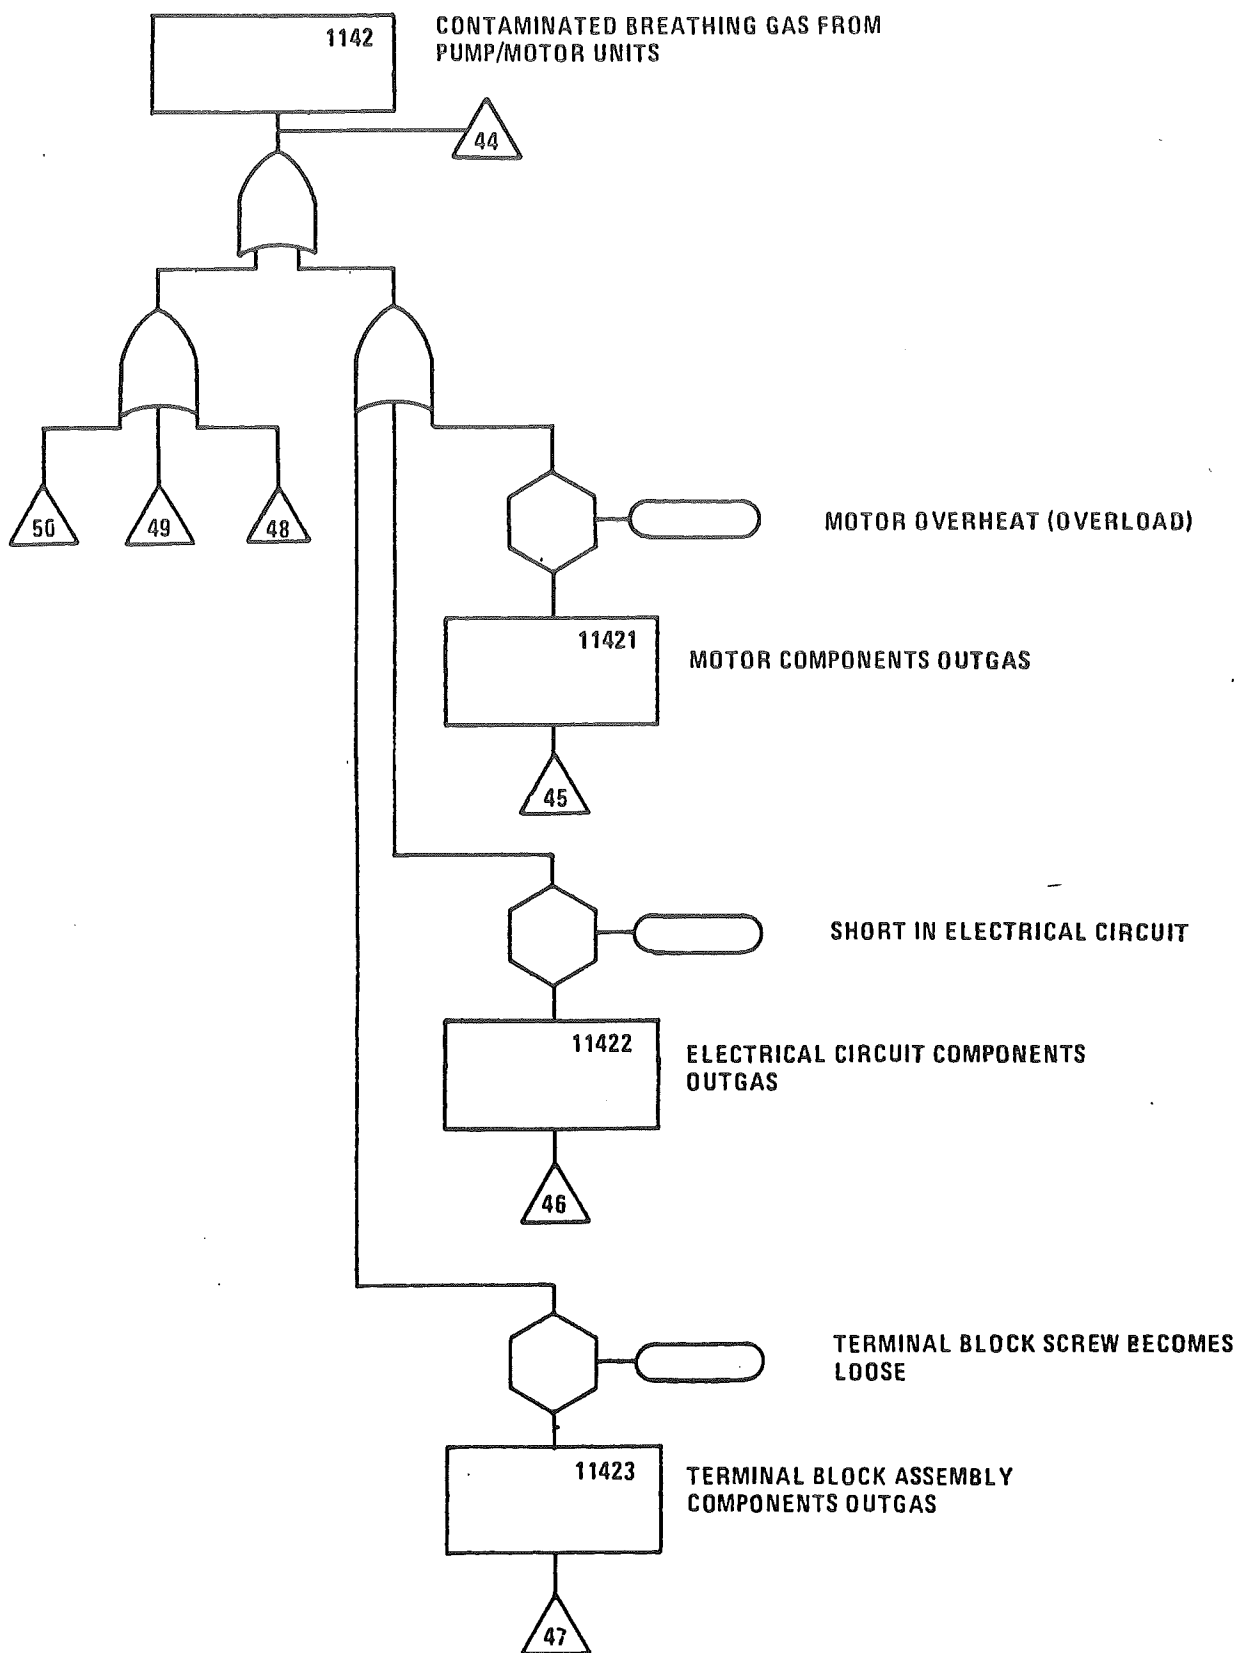 1142
CONTAMINATED BREATHING GAS FROM
PUMP/MOTOR UNITS
44
50
49
48
MOTOR OVERHEAT (OVERLOAD)
11421
MOTOR COMPONENTS OUTGAS
45
SHORT IN ELECTRICAL CIRCUIT
11422
ELECTRICAL CIRCUIT COMPONENTS
OUTGAS
46
TERMINAL BLOCK SCREW BECOMES
LOOSE
11423
TERMINAL BLOCK ASSEMBLY
COMPONENTS OUTGAS
47